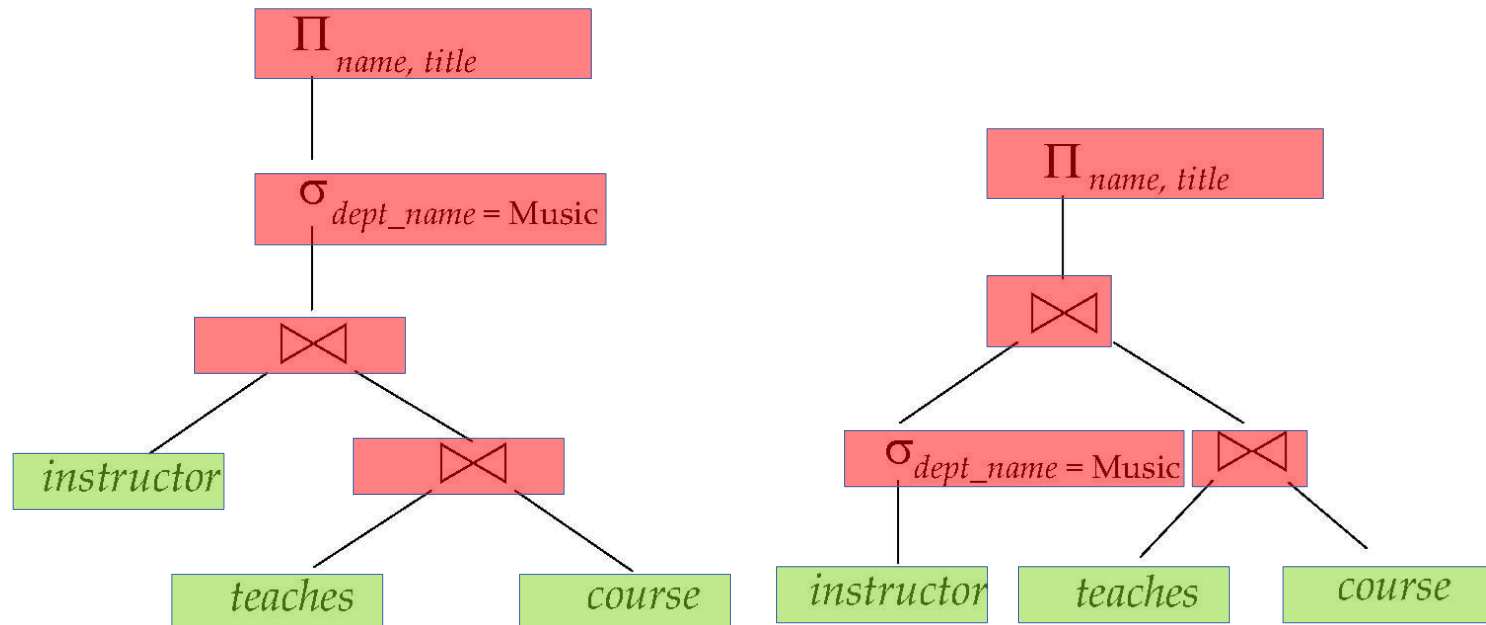 Π name, title
σ dept_name = Music
⋈
instructor
⋈
teaches
course
Π name, title
⋈
σ dept_name = Music
⋈
instructor
teaches
course